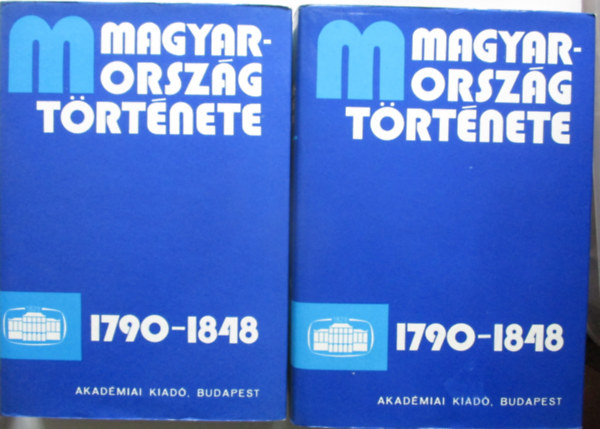 M MAGYAR-
ORSZÁG
TÖRTÉNETE
1790–1848
AKADÉMIAI KIADÓ, BUDAPEST
M MAGYAR-
ORSZÁG
TÖRTÉNETE
1790–1848
AKADÉMIAI KIADÓ, BUDAPEST